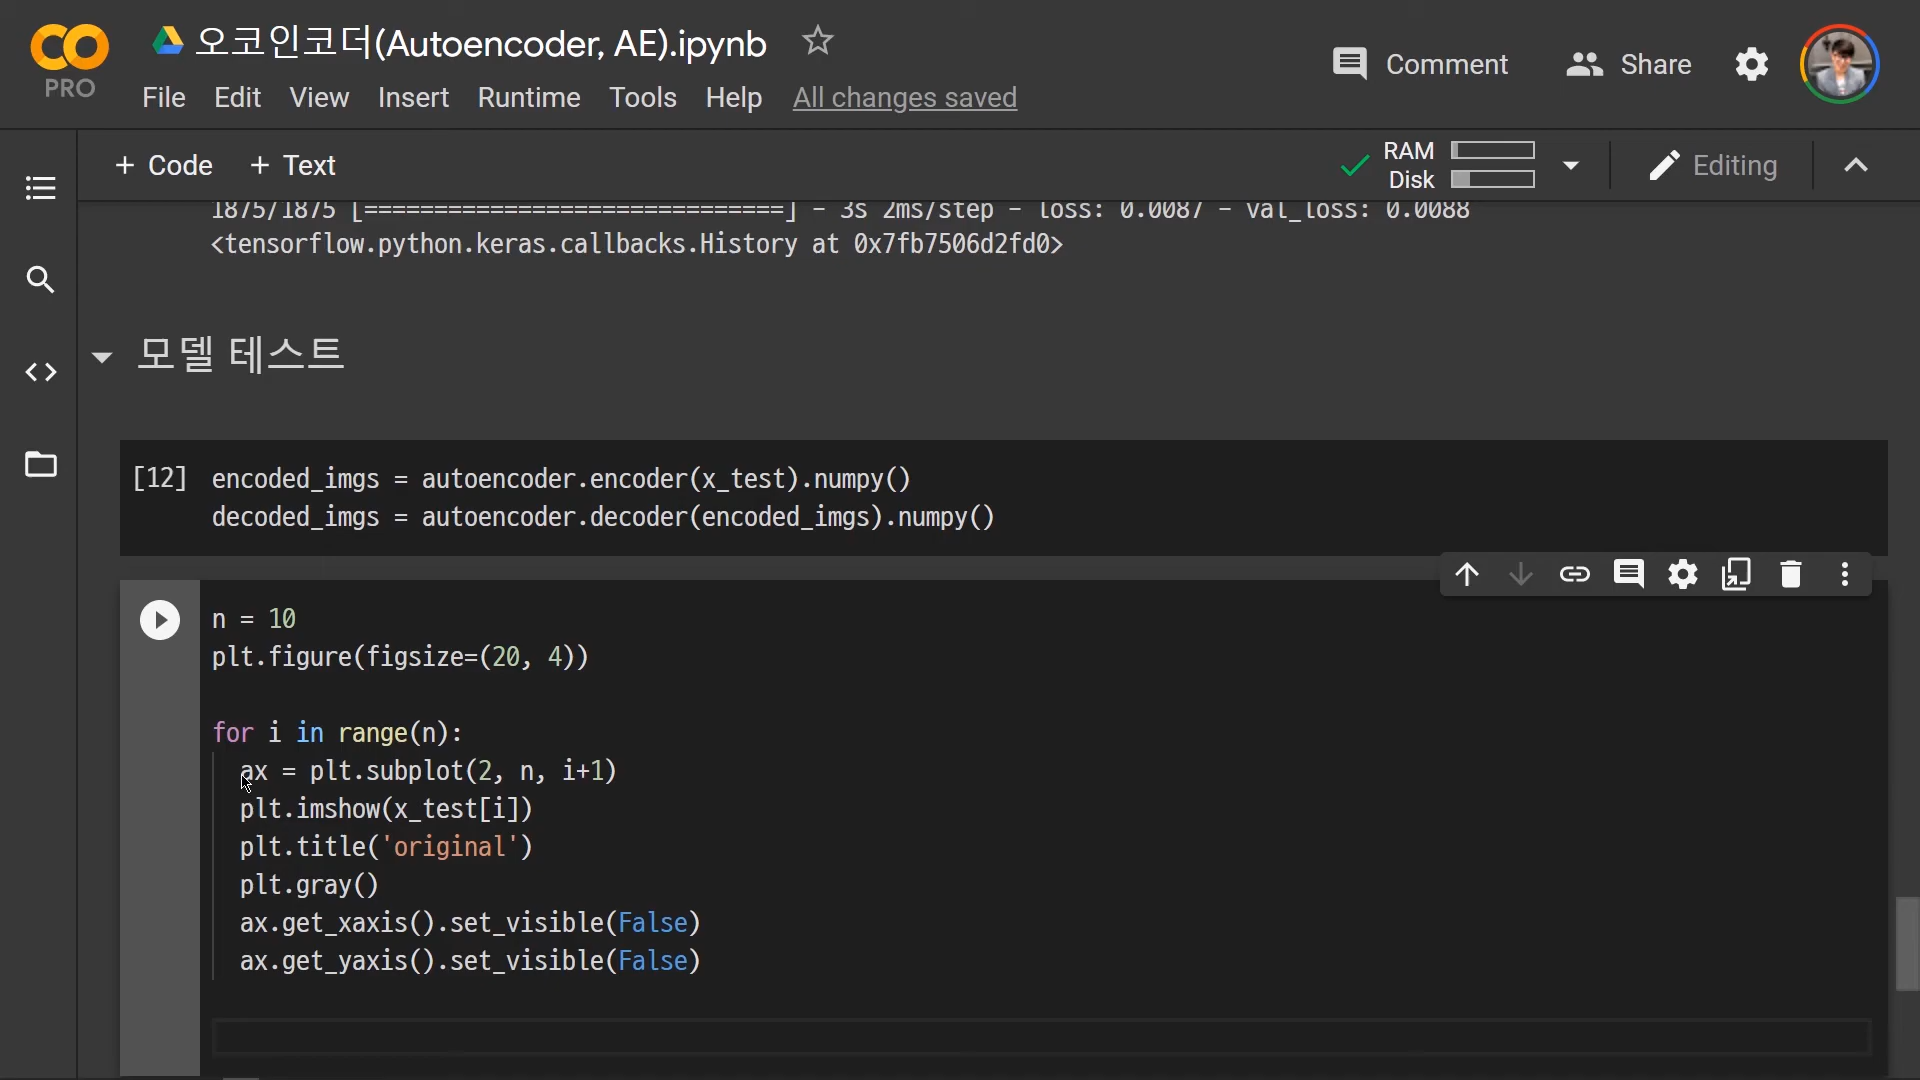 오코인코더(Autoencoder, AE).ipynb
PRO
File Edit View Insert Runtime Tools Help All changes saved
Comment Share
+ Code + Text
RAM
Disk
Editing
1875/1875 [==============================] - 3s 2ms/step - loss: 0.0087 - val_loss: 0.0088
<tensorflow.python.keras.callbacks.History at 0x7fb7506d2fd0>
모델 테스트
[12] encoded_imgs = autoencoder.encoder(x_test).numpy()
decoded_imgs = autoencoder.decoder(encoded_imgs).numpy()
n = 10
plt.figure(figsize=(20, 4))
for i in range(n):
ax = plt.subplot(2, n, i+1)
plt.imshow(x_test[i])
plt.title('original')
plt.gray()
ax.get_xaxis().set_visible(False)
ax.get_yaxis().set_visible(False)